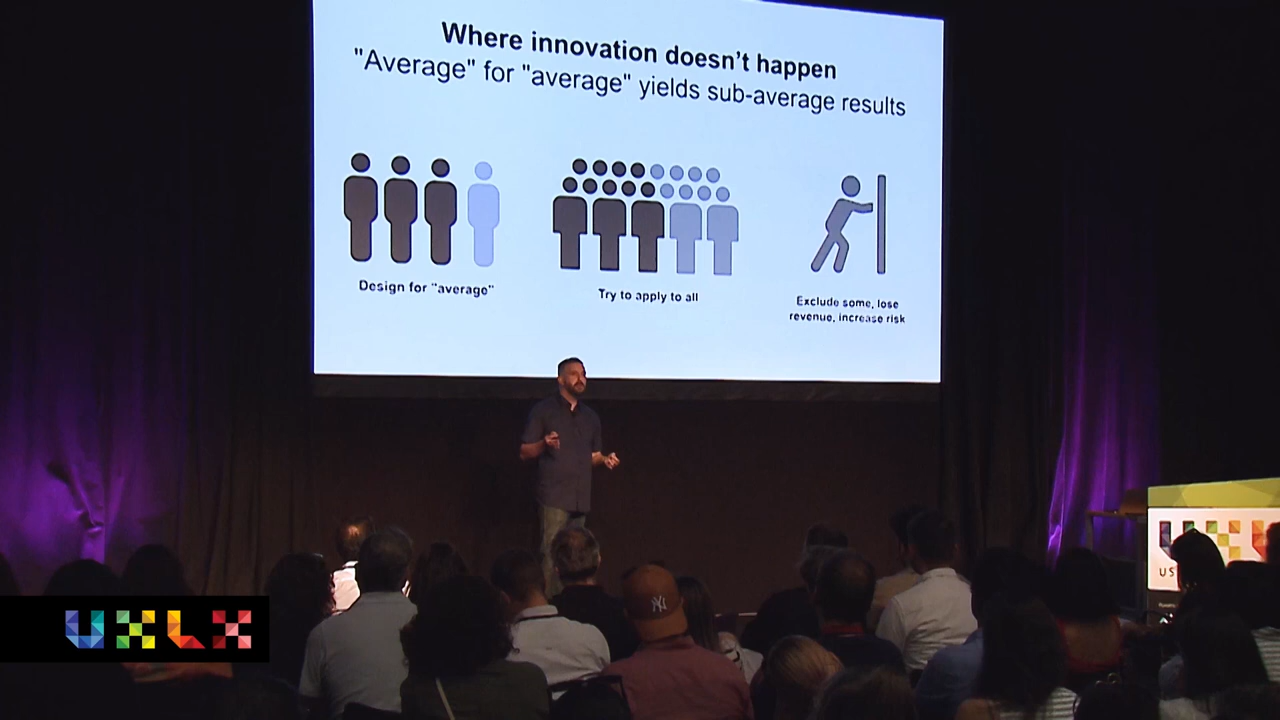 Where innovation doesn't happen
"Average" for "average" yields sub-average results
Design for "average"
Try to apply to all
Exclude some, lose
revenue, increase risk
UXLX
US